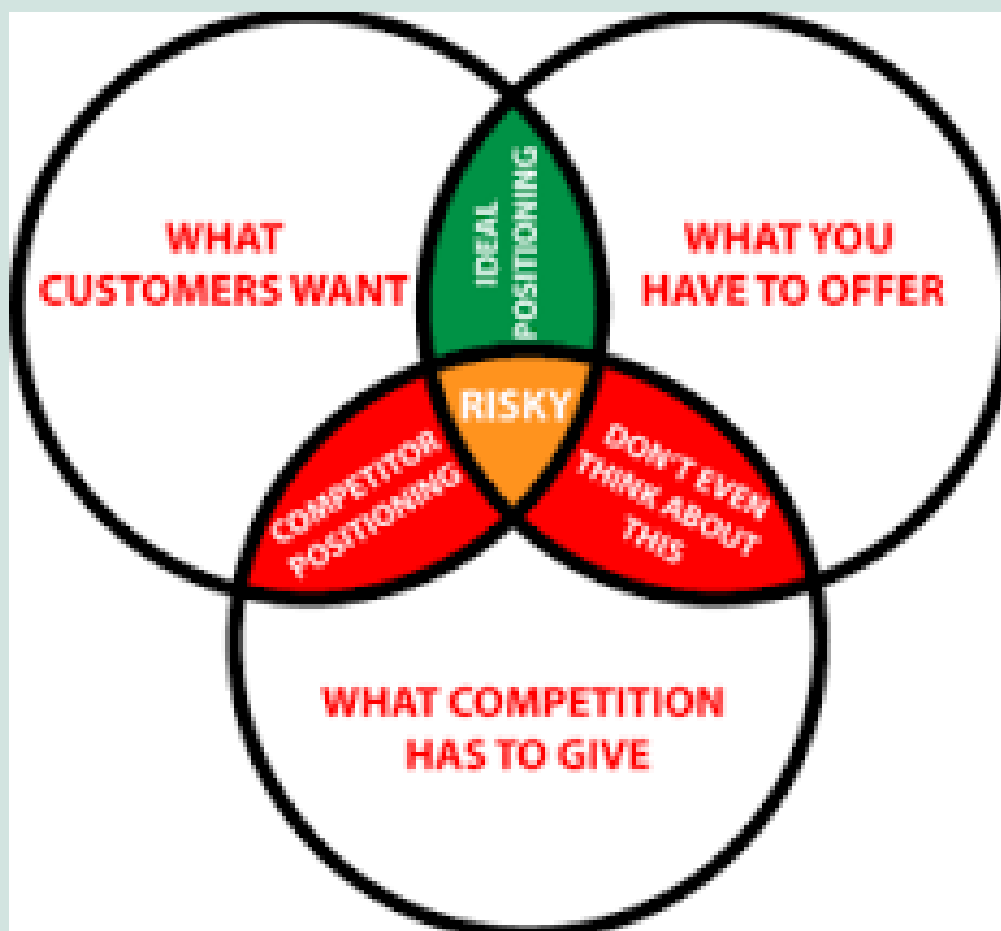 WHAT
CUSTOMERS WANT
WHAT YOU
HAVE TO OFFER
IDEAL
POSITIONING
RISKY
COMPETITOR
POSITIONING
DON'T EVEN
THINK ABOUT
THIS
WHAT COMPETITION
HAS TO GIVE